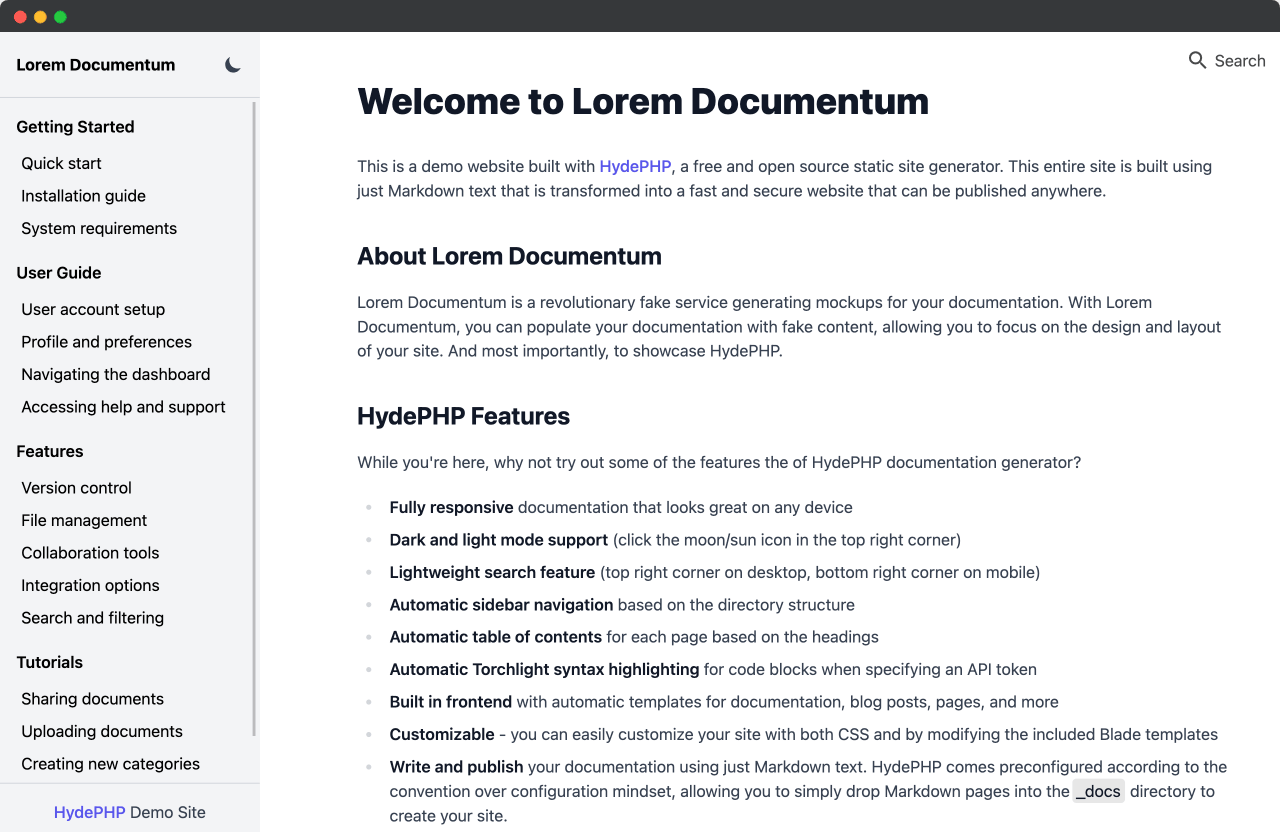 Lorem Documentum
Getting Started
Quick start
Installation guide
System requirements
User Guide
User account setup
Profile and preferences
Navigating the dashboard
Accessing help and support
Features
Version control
File management
Collaboration tools
Integration options
Search and filtering
Tutorials
Sharing documents
Uploading documents
Creating new categories
HydePHP Demo Site
Search
Welcome to Lorem Documentum
This is a demo website built with HydePHP, a free and open source static site generator. This entire site is built using
just Markdown text that is transformed into a fast and secure website that can be published anywhere.
About Lorem Documentum
Lorem Documentum is a revolutionary fake service generating mockups for your documentation. With Lorem
Documentum, you can populate your documentation with fake content, allowing you to focus on the design and layout
of your site. And most importantly, to showcase HydePHP.
HydePHP Features
While you're here, why not try out some of the features the of HydePHP documentation generator?
• Fully responsive documentation that looks great on any device
• Dark and light mode support (click the moon/sun icon in the top right corner)
• Lightweight search feature (top right corner on desktop, bottom right corner on mobile)
• Automatic sidebar navigation based on the directory structure
• Automatic table of contents for each page based on the headings
• Automatic Torchlight syntax highlighting for code blocks when specifying an API token
• Built in frontend with automatic templates for documentation, blog posts, pages, and more
• Customizable - you can easily customize your site with both CSS and by modifying the included Blade templates
• Write and publish your documentation using just Markdown text. HydePHP comes preconfigured according to the
convention over configuration mindset, allowing you to simply drop Markdown pages into the _docs directory to
create your site.